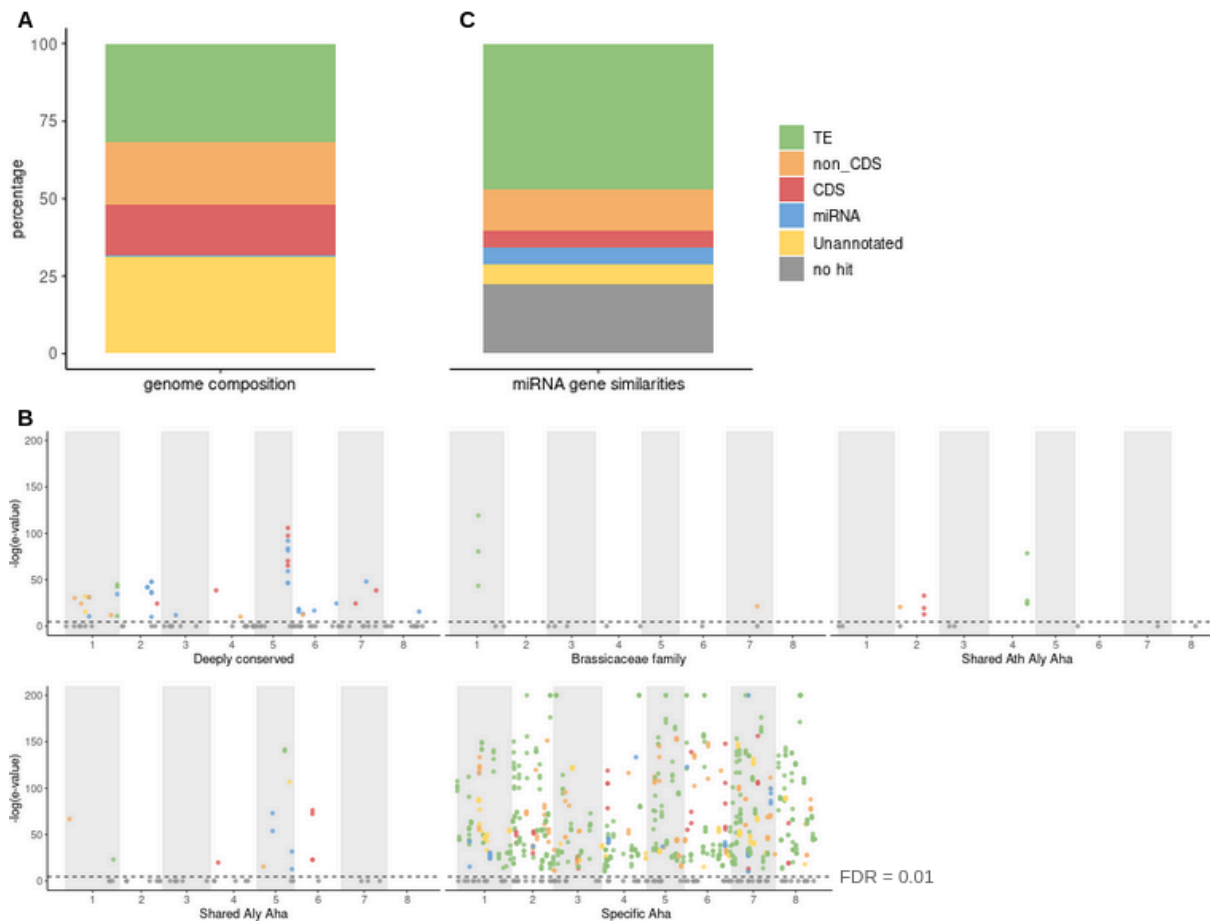 A
C
100
75
50
25
0
percentage
genome composition
miRNA gene similarities
TE
non_CDS
CDS
miRNA
Unannotated
no hit
B
200
150
100
50
0
-log(e-value)
1 2 3 4 5 6 7 8
Deeply conserved
1 2 3 4 5 6 7 8
Brassicaceae family
1 2 3 4 5 6 7 8
Shared Ath Aly Aha
200
150
100
50
0
-log(e-value)
1 2 3 4 5 6 7 8
Shared Aly Aha
1 2 3 4 5 6 7 8
Specific Aha
FDR = 0.01